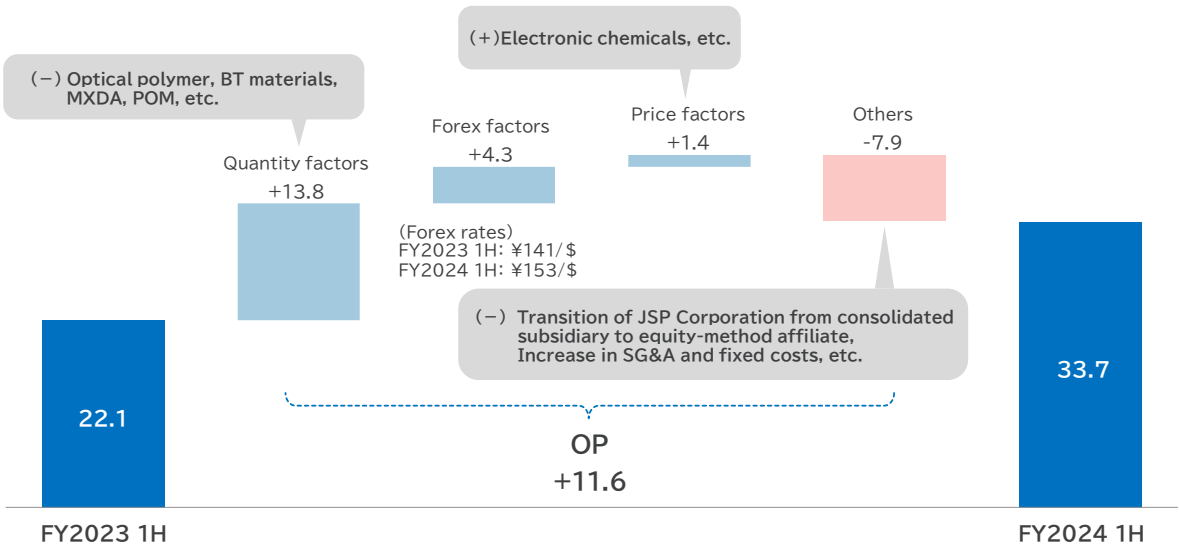 (+)Electronic chemicals, etc.
(−) Optical polymer, BT materials,
MXDA, POM, etc.
Quantity factors
+13.8
Forex factors
+4.3
Price factors
+1.4
Others
-7.9
(Forex rates)
FY2023 1H: ¥141/$
FY2024 1H: ¥153/$
(−) Transition of JSP Corporation from consolidated
subsidiary to equity-method affiliate,
Increase in SG&A and fixed costs, etc.
22.1
33.7
OP
+11.6
FY2023 1H
FY2024 1H